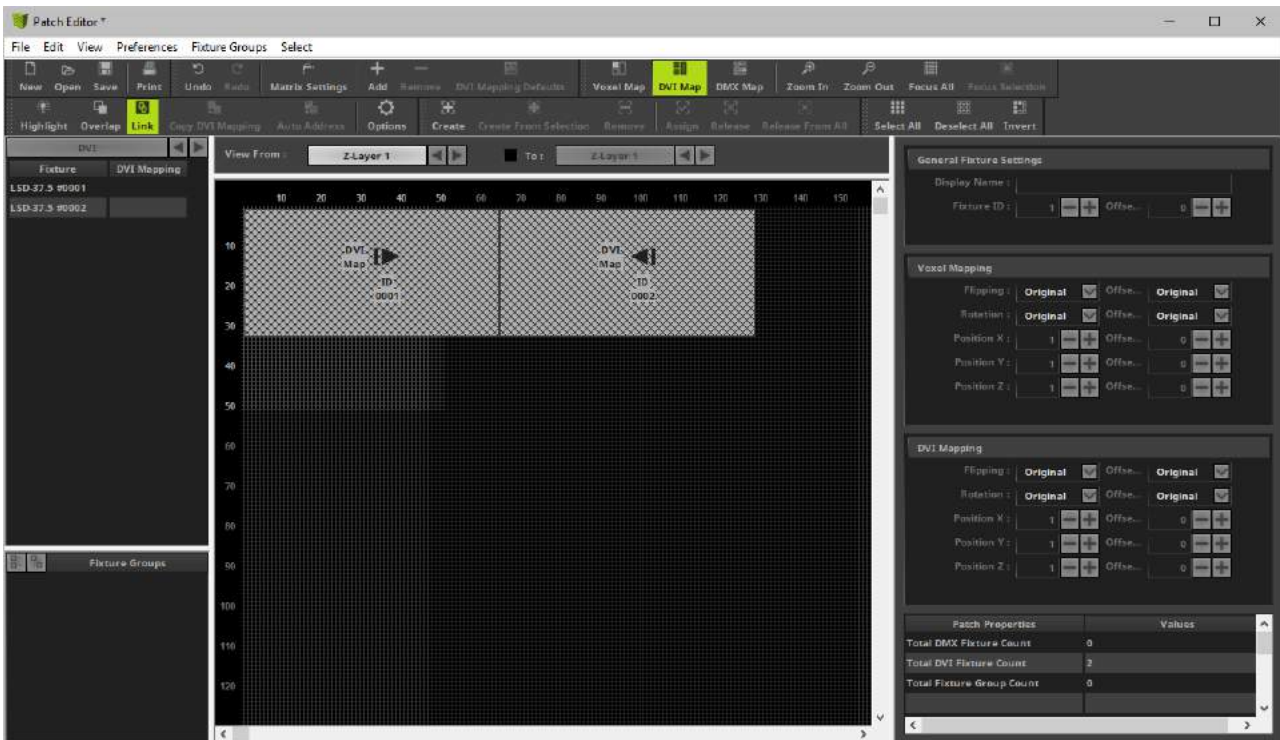 Patch Editor *
File Edit View Preferences Fixture Groups Select
New Open Save Print Undo Redo Matrix Settings Add Remove DVI Mapping Defaults Voxel Map DVI Map DMX Map Zoom In Zoom Out Focus All Focus Selection
Highlight Overlap Link Copy DVI Mapping Auto Address Options Create Create From Selection Remove Assign Release Release From All Select All Deselect All Invert
DVI
Fixture DVI Mapping
LSD-37.5 #0001
LSD-37.5 #0002
Fixture Groups
View From : Z-Layer 1 To : Z-Layer 1
10 20 30 40 50 60 70 80 90 100 110 120 130 140 150
10
20
30
40
50
60
70
80
90
100
110
120
DVI
Map
ID
0001
DVI
Map
ID
0002
General Fixture Settings
Display Name :
Fixture ID : 1 Offse... 0
Voxel Mapping
Flipping : Original Offse... Original
Rotation : Original Offse... Original
Position X : 1 Offse... 0
Position Y : 1 Offse... 0
Position Z : 1 Offse... 0
DVI Mapping
Flipping : Original Offse... Original
Rotation : Original Offse... Original
Position X : 1 Offse... 0
Position Y : 1 Offse... 0
Position Z : 1 Offse... 0
Patch Properties Values
Total DMX Fixture Count 0
Total DVI Fixture Count 2
Total Fixture Group Count 0